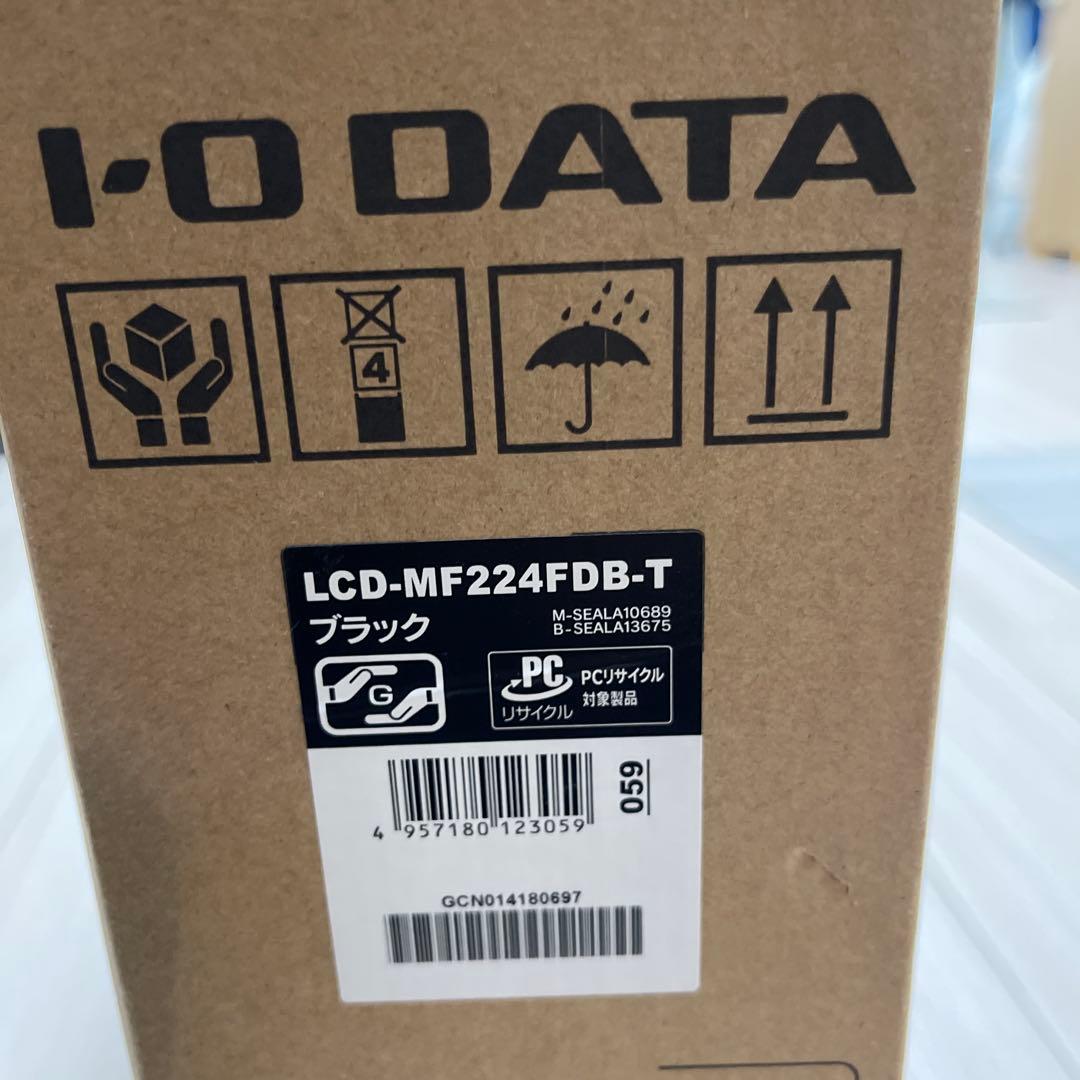 I-O DATA
4
LCD-MF224FDB-T
ブラック
M-SEALA10689
B-SEALA13675
G
PC
リサイクル
PCリサイクル
対象製品
059
4 957180 123059
GCN014180697